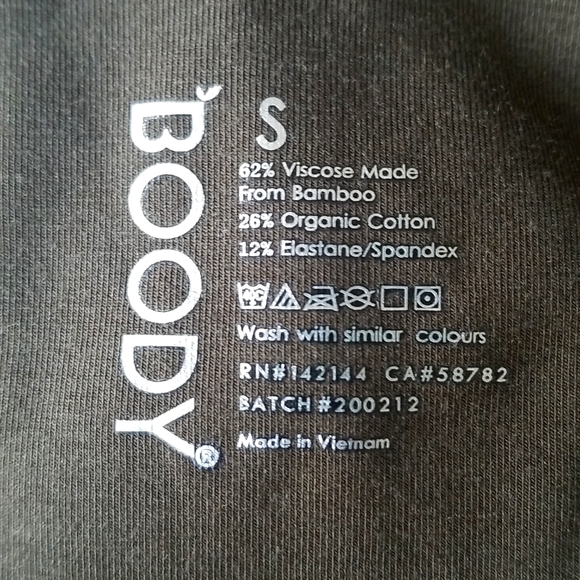 BOODY®
S
62% Viscose Made
From Bamboo
26% Organic Cotton
12% Elastane/Spandex
Wash with similar colours
RN#142144 CA#58782
BATCH#200212
Made in Vietnam